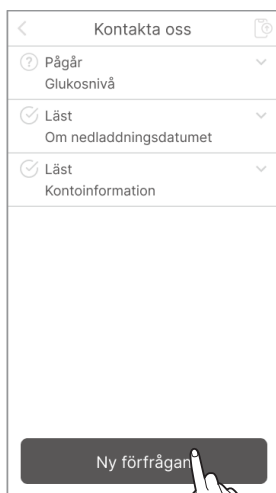 Kontakta oss
Pågår
Glukosnivå
Läst
Om nedladdningsdatumet
Läst
Kontoinformation
Ny förfrågan